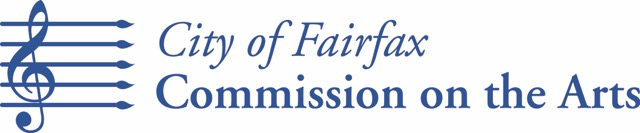 City of Fairfax
Commission on the Arts